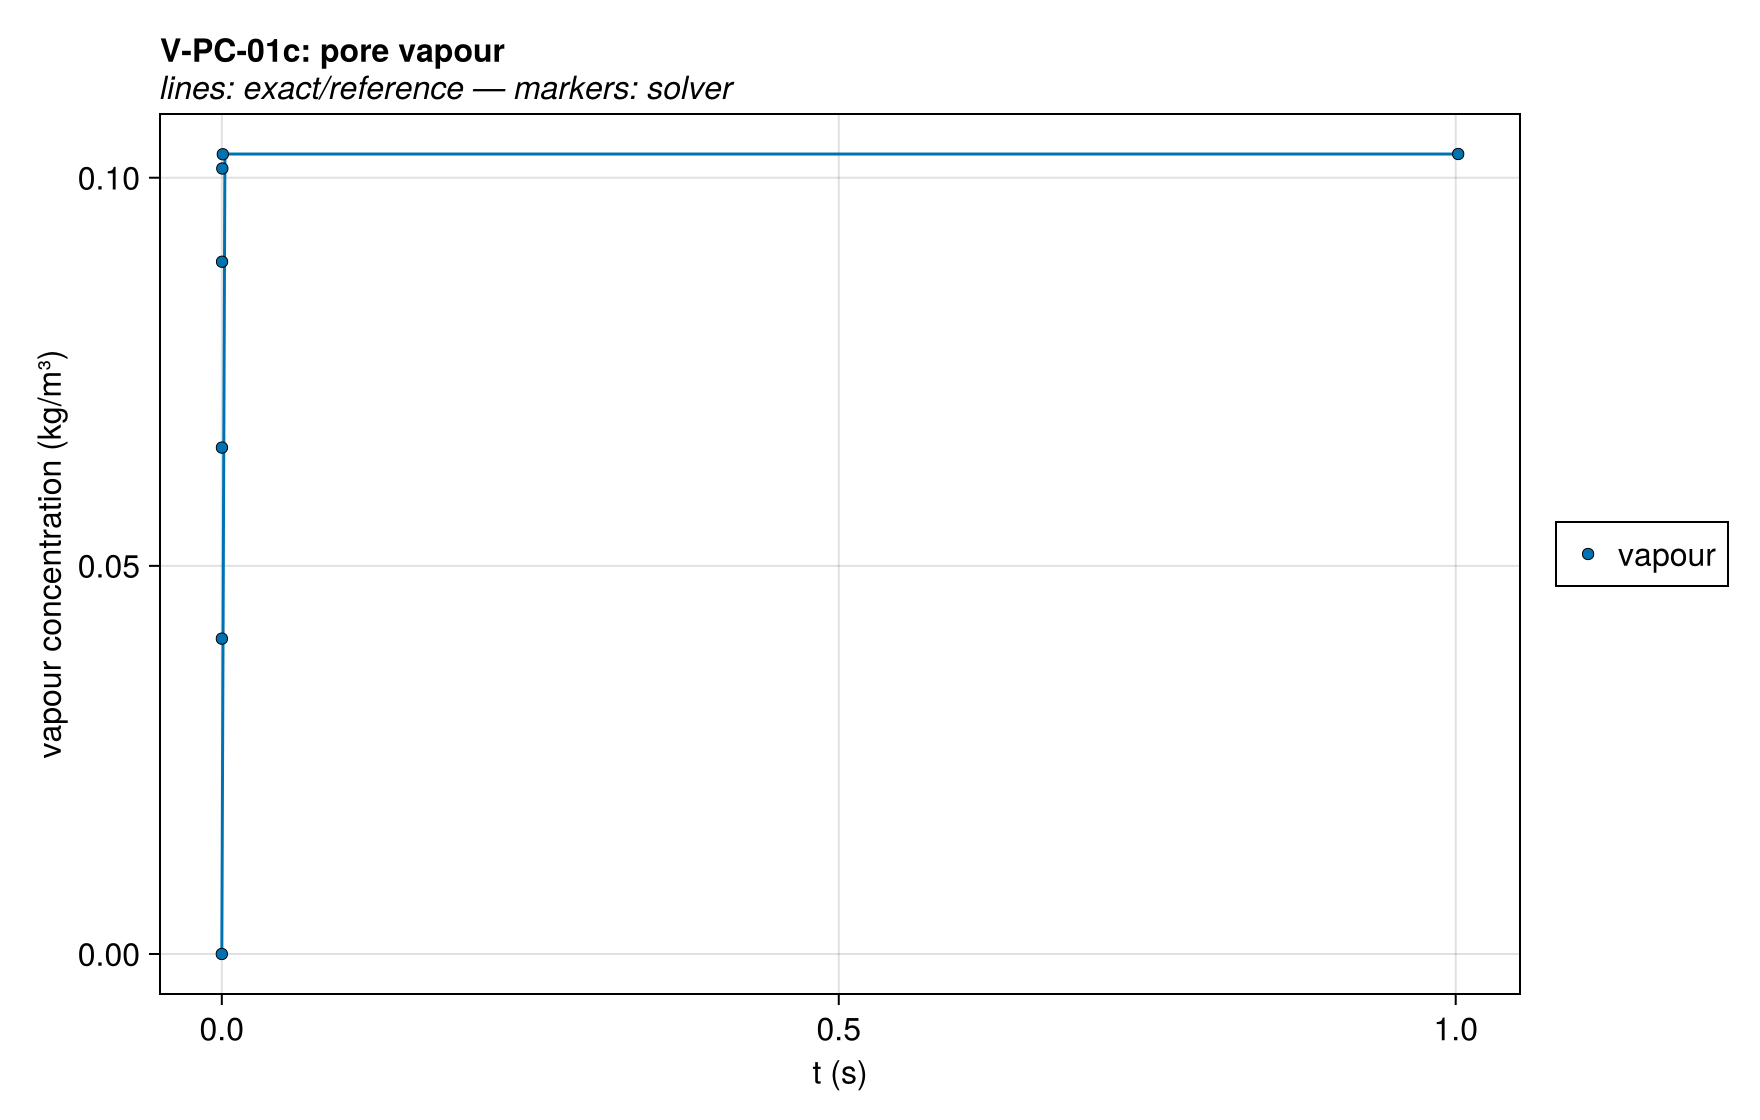 V-PC-01c: pore vapour
lines: exact/reference — markers: solver
vapour concentration (kg/m³)
0.10
0.05
0.00
0.0
0.5
1.0
t (s)
vapour